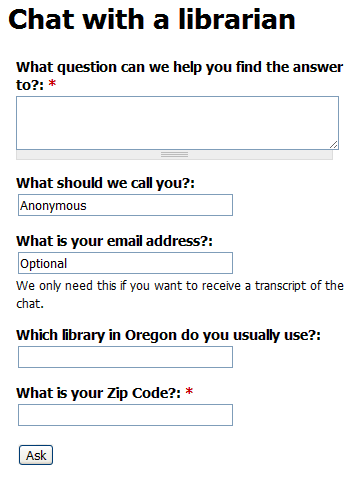 Chat with a librarian
What question can we help you find the answer
to?: *
What should we call you?:
Anonymous
What is your email address?:
Optional
We only need this if you want to receive a transcript of the
chat.
Which library in Oregon do you usually use?:
What is your Zip Code?: *
Ask